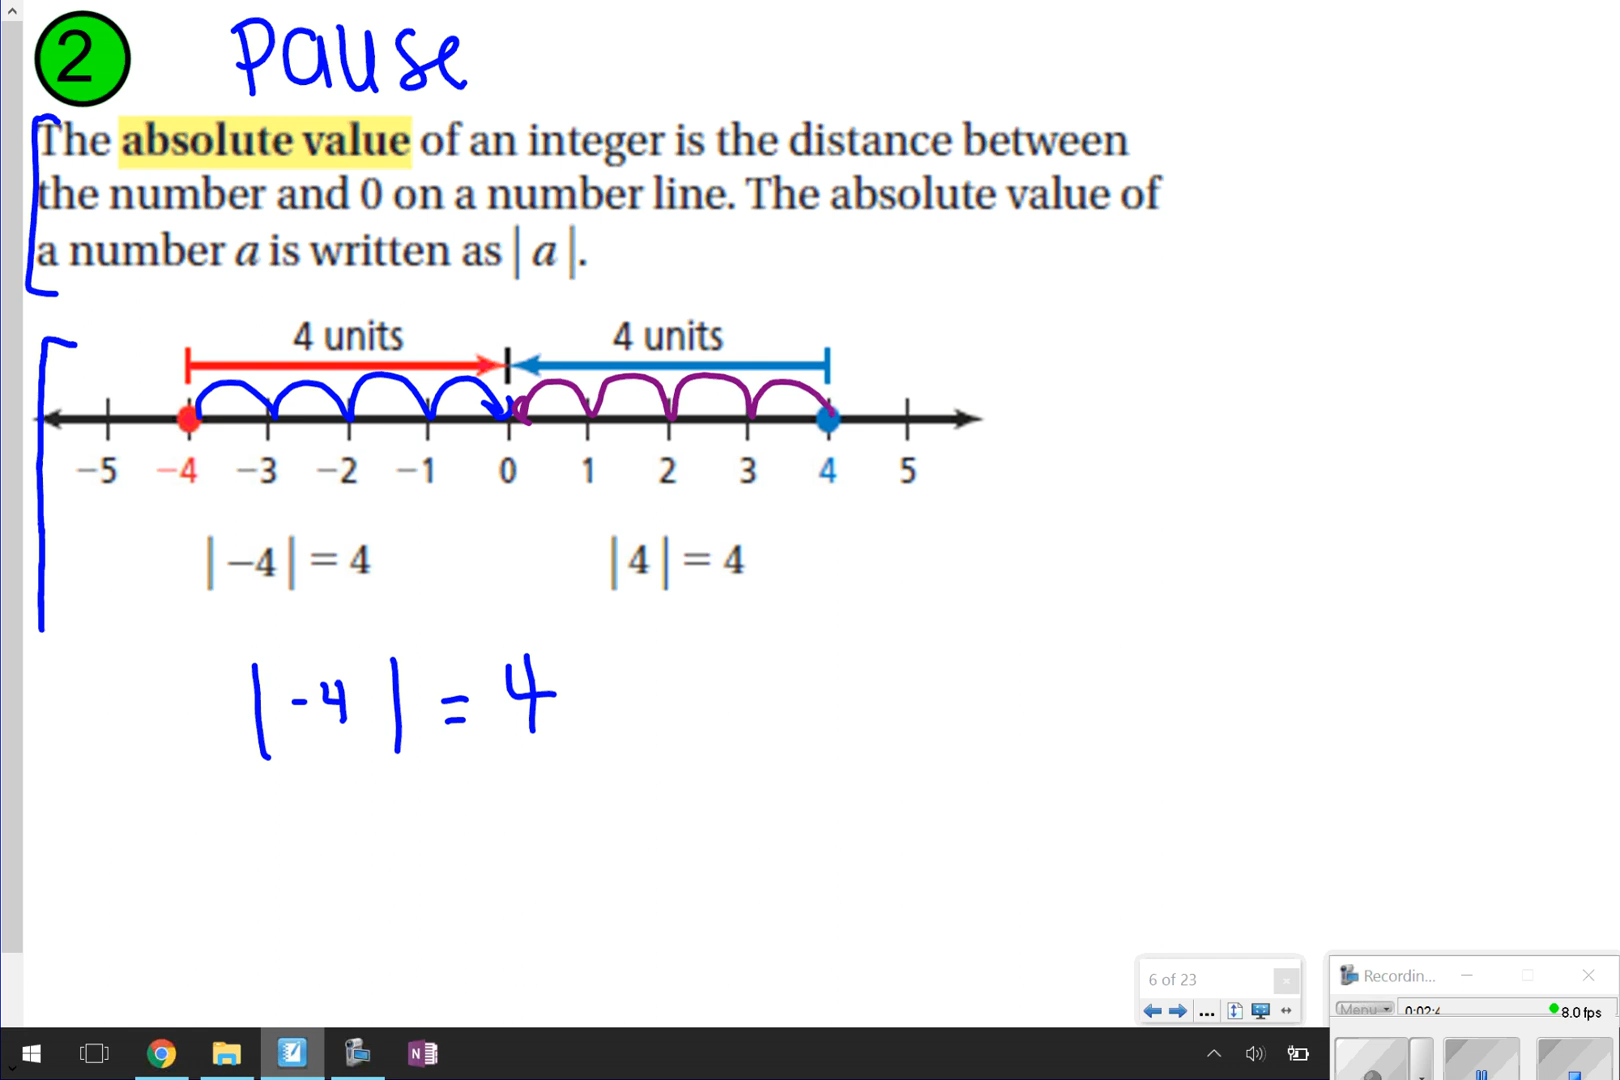 2 Pause
The absolute value of an integer is the distance between
the number and 0 on a number line. The absolute value of
a number a is written as | a |.
4 units 4 units
−5 −4 −3 −2 −1 0 1 2 3 4 5
| −4 | = 4 | 4 | = 4
| -4 | = 4
6 of 23
Recordin...
Menu
8.0 fps
N